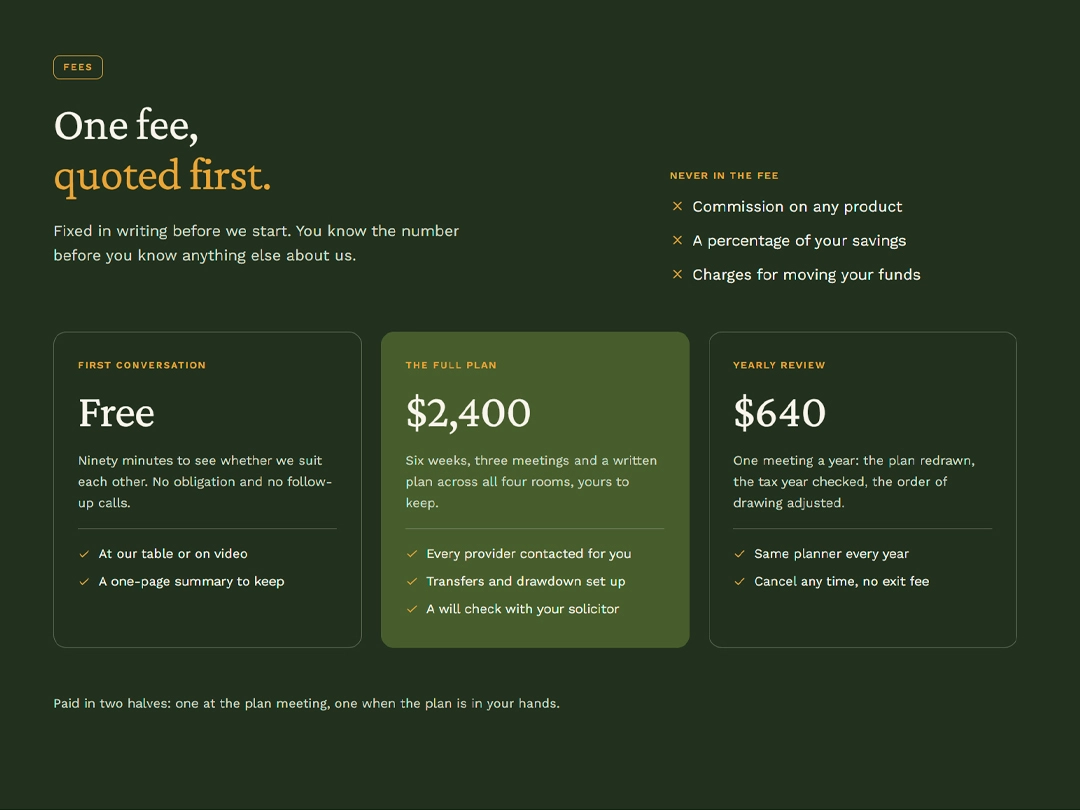 FEES
One fee,
quoted first.
Fixed in writing before we start. You know the number
before you know anything else about us.
NEVER IN THE FEE
Commission on any product
A percentage of your savings
Charges for moving your funds
FIRST CONVERSATION
Free
Ninety minutes to see whether we suit
each other. No obligation and no follow-
up calls.
At our table or on video
A one-page summary to keep
THE FULL PLAN
$2,400
Six weeks, three meetings and a written
plan across all four rooms, yours to
keep.
Every provider contacted for you
Transfers and drawdown set up
A will check with your solicitor
YEARLY REVIEW
$640
One meeting a year: the plan redrawn,
the tax year checked, the order of
drawing adjusted.
Same planner every year
Cancel any time, no exit fee
Paid in two halves: one at the plan meeting, one when the plan is in your hands.